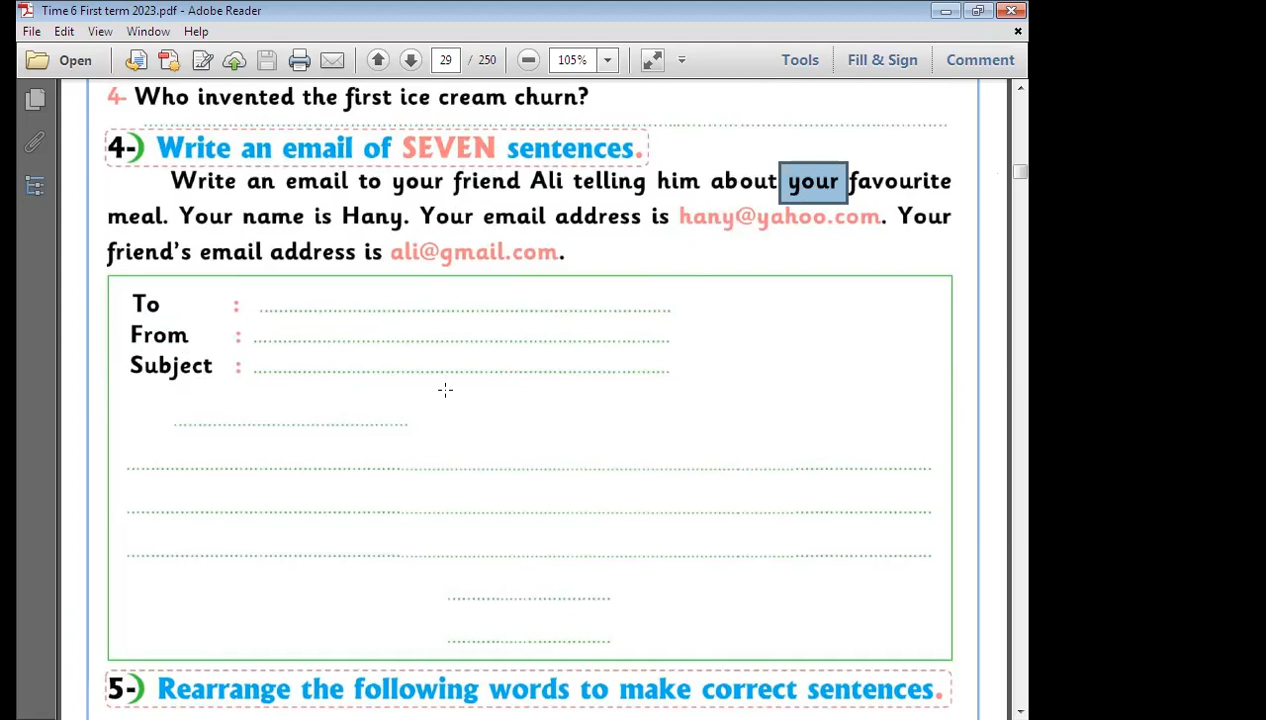 Time 6 First term 2023.pdf - Adobe Reader
File Edit View Window Help
Open 29 / 250 105% Tools Fill & Sign Comment
4- Who invented the first ice cream churn?
4-) Write an email of SEVEN sentences.
Write an email to your friend Ali telling him about your favourite
meal. Your name is Hany. Your email address is hany@yahoo.com. Your
friend's email address is ali@gmail.com.
To :
From :
Subject :
5-) Rearrange the following words to make correct sentences.